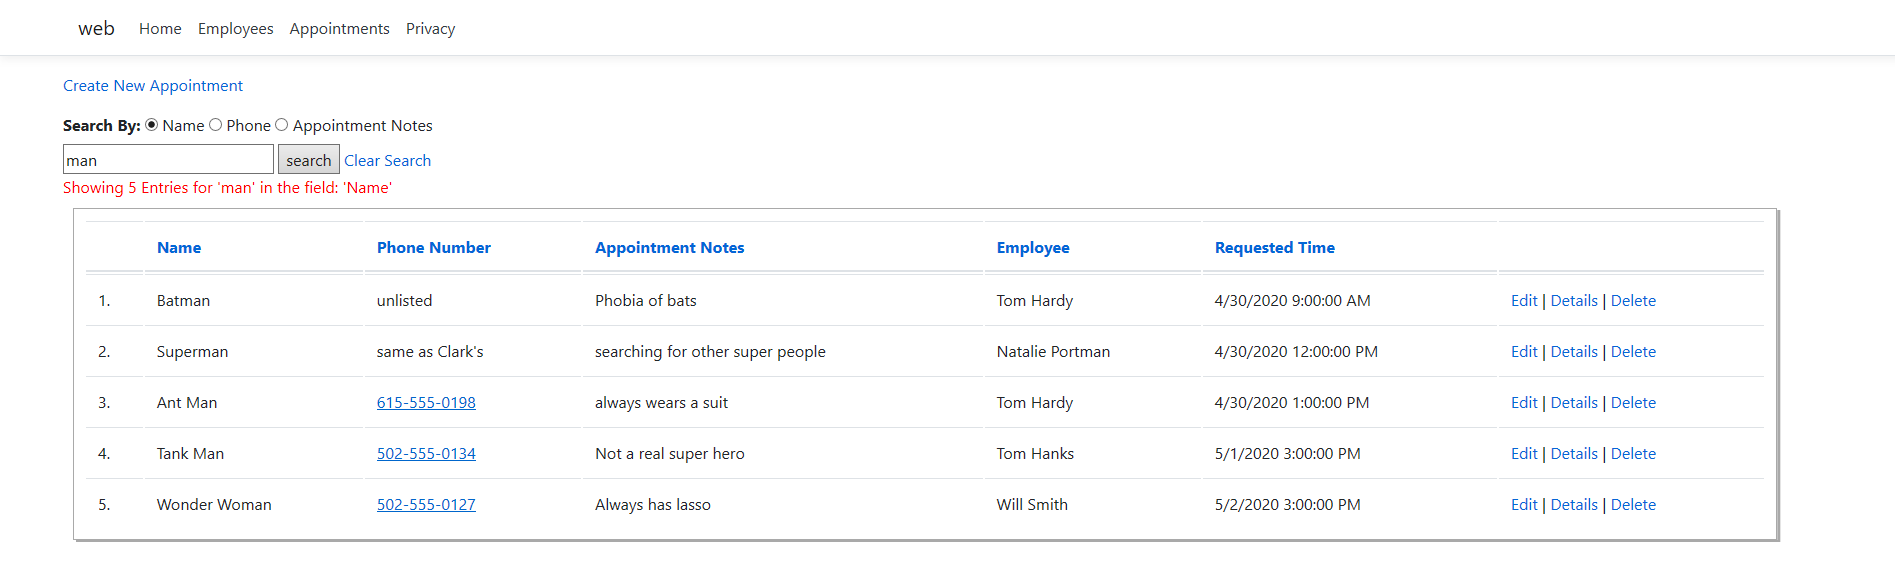 web Home Employees Appointments Privacy
Create New Appointment
Search By: Name Phone Appointment Notes
man search Clear Search
Showing 5 Entries for 'man' in the field: 'Name'
Name Phone Number Appointment Notes Employee Requested Time
1. Batman unlisted Phobia of bats Tom Hardy 4/30/2020 9:00:00 AM Edit | Details | Delete
2. Superman same as Clark's searching for other super people Natalie Portman 4/30/2020 12:00:00 PM Edit | Details | Delete
3. Ant Man 615-555-0198 always wears a suit Tom Hardy 4/30/2020 1:00:00 PM Edit | Details | Delete
4. Tank Man 502-555-0134 Not a real super hero Tom Hanks 5/1/2020 3:00:00 PM Edit | Details | Delete
5. Wonder Woman 502-555-0127 Always has lasso Will Smith 5/2/2020 3:00:00 PM Edit | Details | Delete